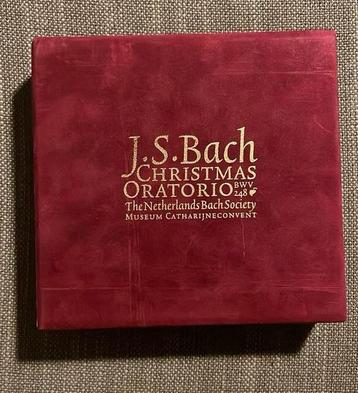 J.S.Bach
CHRISTMAS
ORATORIO BWV 248
The Netherlands Bach Society
MUSEUM CATHARIJNECONVENT